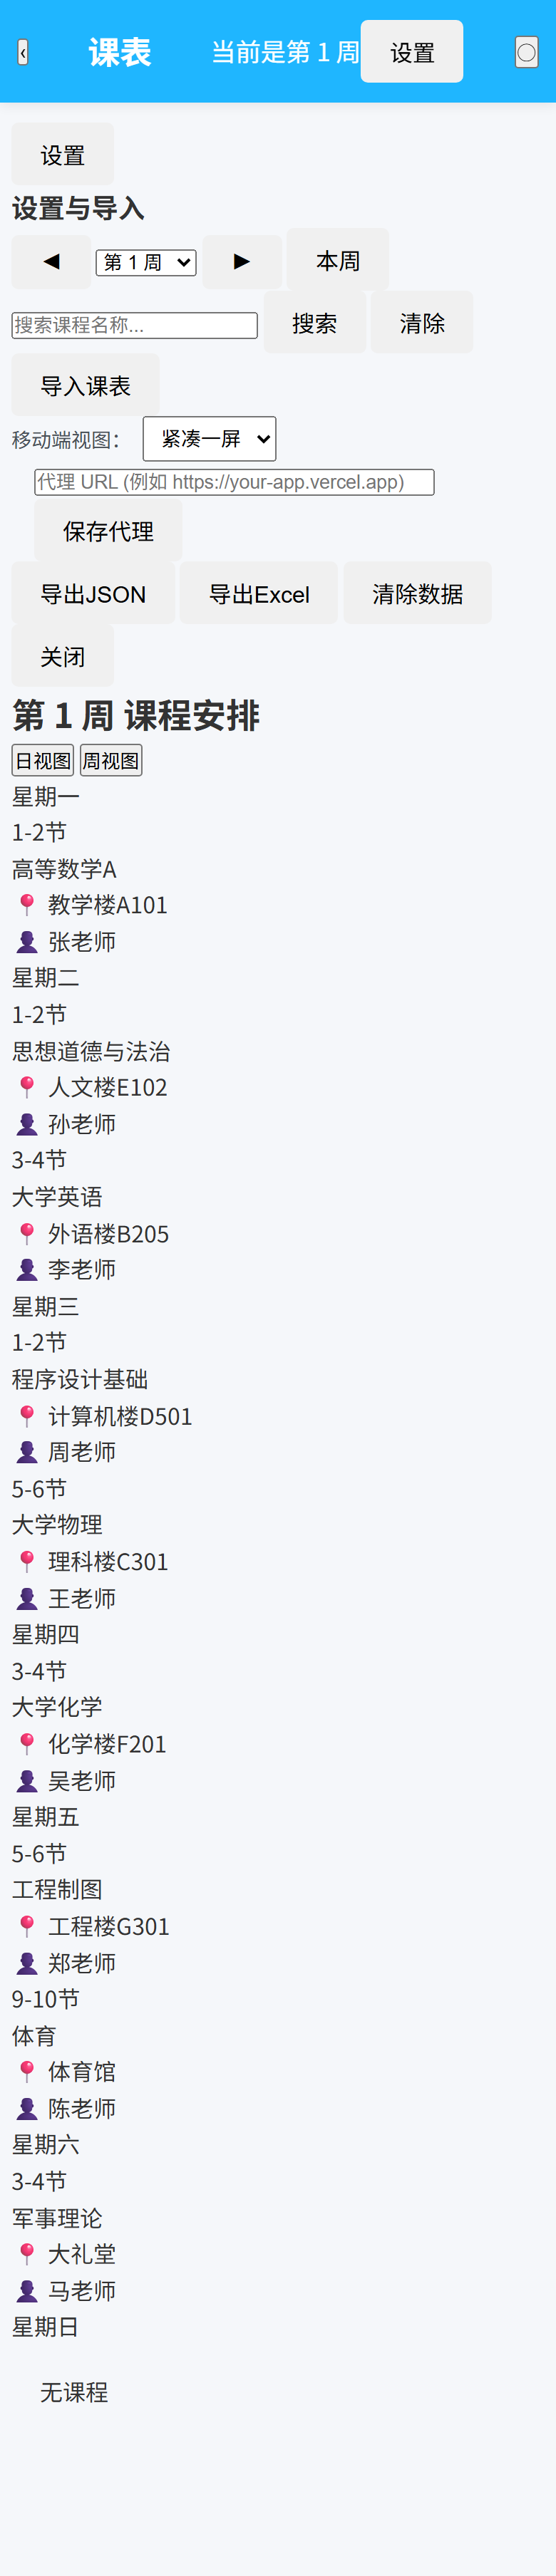 ‹ 课表 当前是第 1 周 设置
设置
设置与导入
◀ 第 1 周 ▶ 本周
搜索课程名称... 搜索 清除
导入课表
移动端视图： 紧凑一屏
代理 URL (例如 https://your-app.vercel.app)
保存代理
导出JSON 导出Excel 清除数据
关闭
第 1 周 课程安排
日视图 周视图
星期一
1-2节
高等数学A
📍 教学楼A101
👤 张老师
星期二
1-2节
思想道德与法治
📍 人文楼E102
👤 孙老师
3-4节
大学英语
📍 外语楼B205
👤 李老师
星期三
1-2节
程序设计基础
📍 计算机楼D501
👤 周老师
5-6节
大学物理
📍 理科楼C301
👤 王老师
星期四
3-4节
大学化学
📍 化学楼F201
👤 吴老师
星期五
5-6节
工程制图
📍 工程楼G301
👤 郑老师
9-10节
体育
📍 体育馆
👤 陈老师
星期六
3-4节
军事理论
📍 大礼堂
👤 马老师
星期日
无课程